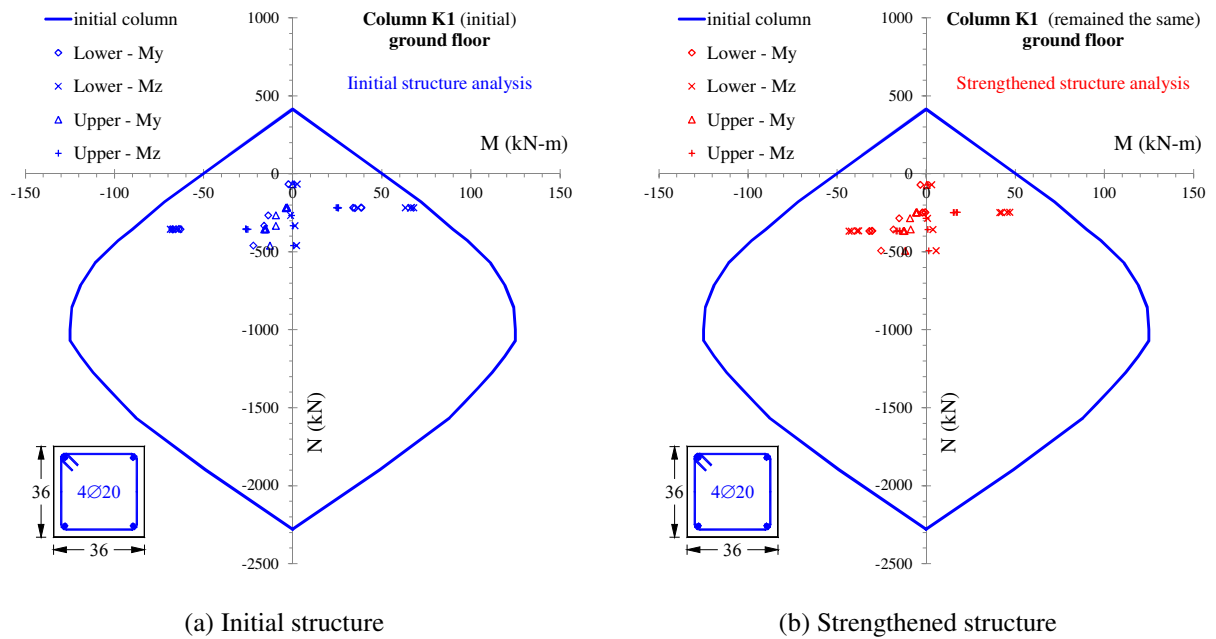 initial column
Lower - My
Lower - Mz
Upper - My
Upper - Mz
Column K1 (initial)
ground floor
Iinitial structure analysis
M (kN-m)
N (kN)
1000
500
0
-500
-1000
-1500
-2000
-2500
-150
-100
-50
0
50
100
150
36
4∅20
36
(a) Initial structure
initial column
Lower - My
Lower - Mz
Upper - My
Upper - Mz
Column K1 (remained the same)
ground floor
Strengthened structure analysis
M (kN-m)
N (kN)
1000
500
0
-500
-1000
-1500
-2000
-2500
-150
-100
-50
0
50
100
150
36
4∅20
36
(b) Strengthened structure